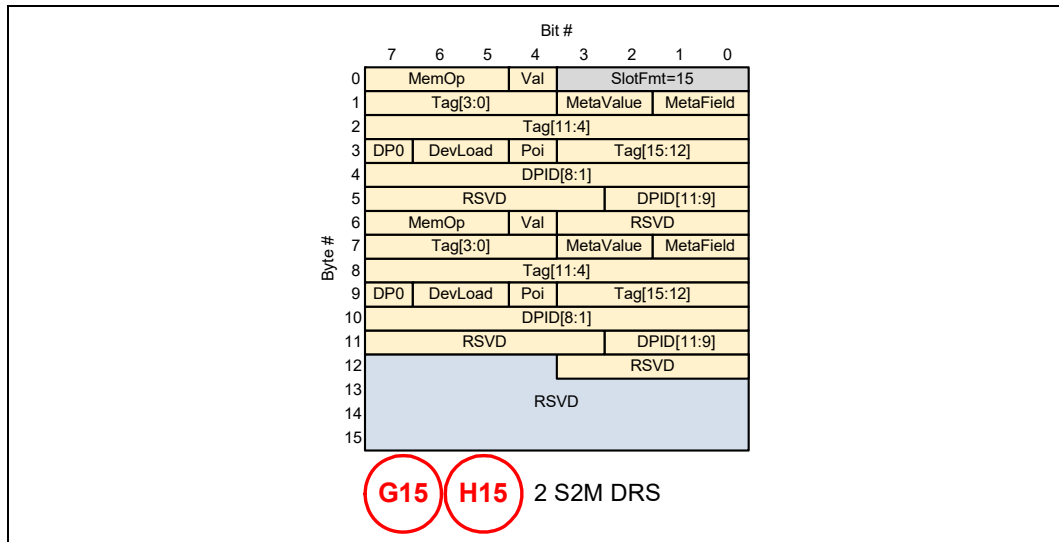 Bit #
7 6 5 4 3 2 1 0
0 MemOp Val SlotFmt=15
1 Tag[3:0] MetaValue MetaField
2 Tag[11:4]
3 DP0 DevLoad Poi Tag[15:12]
4 DPID[8:1]
5 RSVD DPID[11:9]
6 MemOp Val RSVD
7 Tag[3:0] MetaValue MetaField
Byte #
8 Tag[11:4]
9 DP0 DevLoad Poi Tag[15:12]
10 DPID[8:1]
11 RSVD DPID[11:9]
12 RSVD
13
RSVD
14
15
G15 H15 2 S2M DRS